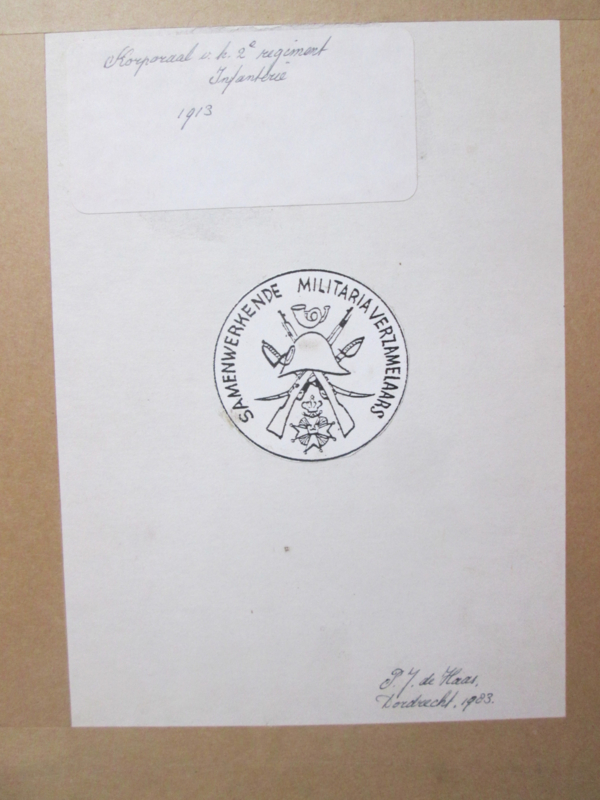 Korporaal v. h. 2e regiment
Infanterie
1913
SAMENWERKENDE MILITARIAVERZAMELAARS
P. J. de Haas,
Dordrecht, 1983.